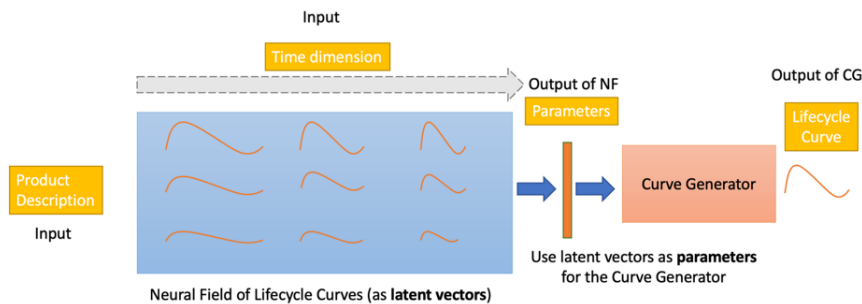 Input
Time dimension
Output of NF
Parameters
Output of CG
Lifecycle
Curve
Product
Description
Input
Curve Generator
Use latent vectors as parameters
for the Curve Generator
Neural Field of Lifecycle Curves (as latent vectors)